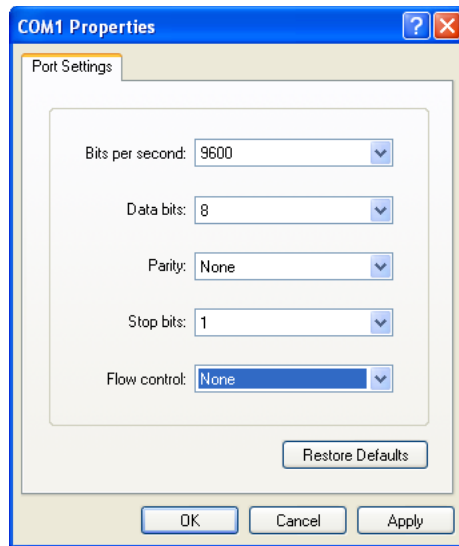 COM1 Properties
Port Settings
Bits per second: 9600
Data bits: 8
Parity: None
Stop bits: 1
Flow control: None
Restore Defaults
OK Cancel Apply